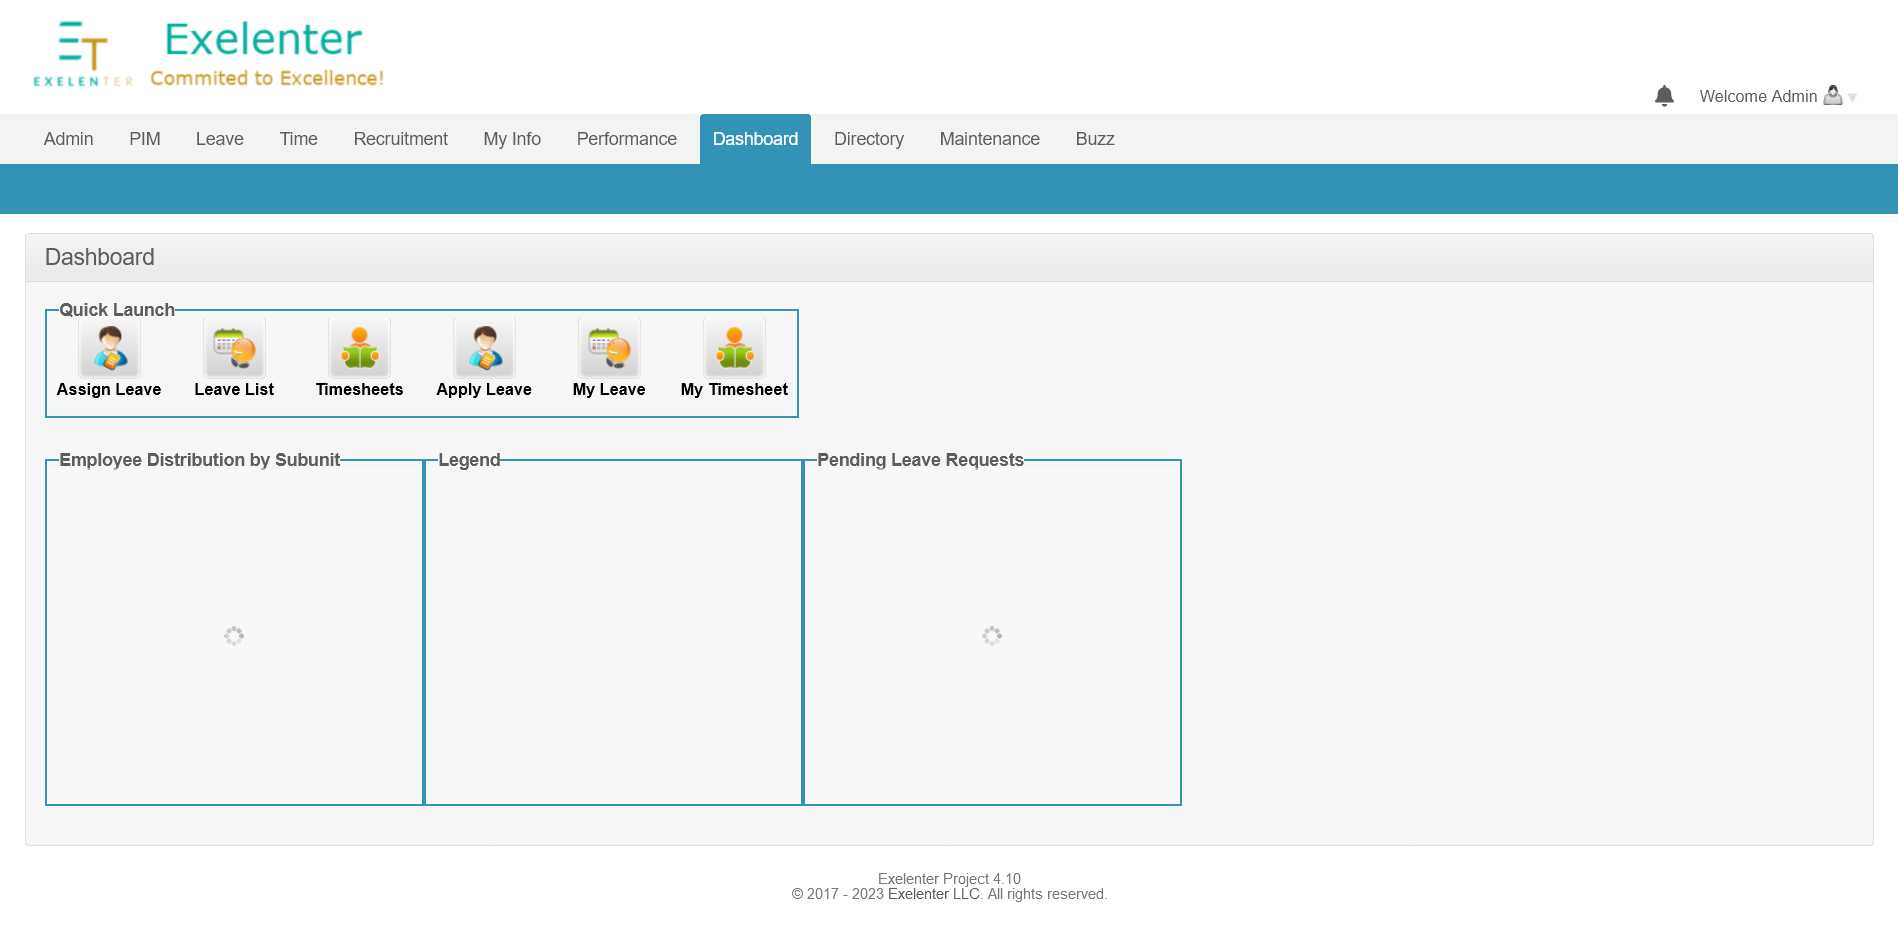 ET
EXELENTER
Exelenter
Commited to Excellence!
Welcome Admin
Admin PIM Leave Time Recruitment My Info Performance Dashboard Directory Maintenance Buzz
Dashboard
Quick Launch
Assign Leave Leave List Timesheets Apply Leave My Leave My Timesheet
Employee Distribution by Subunit Legend Pending Leave Requests
Exelenter Project 4.10
© 2017 - 2023 Exelenter LLC. All rights reserved.